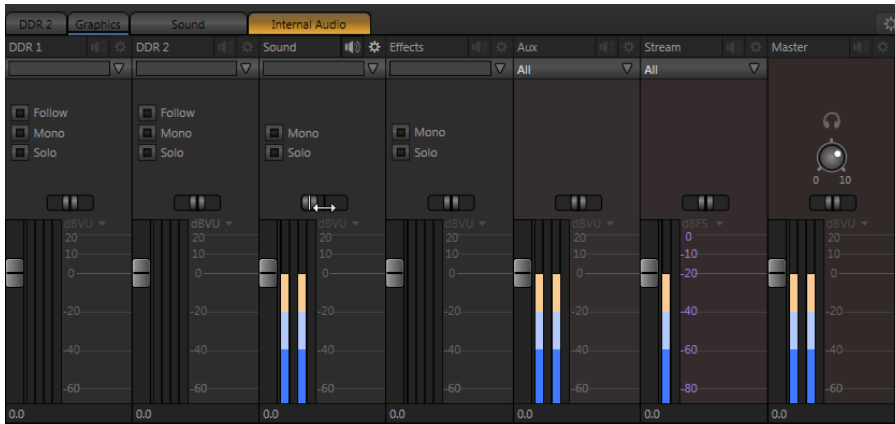 DDR 2 Graphics Sound Internal Audio
DDR 1 DDR 2 Sound Effects Aux Stream Master
All All
Follow Follow
Mono Mono Mono Mono
Solo Solo Solo Solo
0 10
dBVU dBVU dBVU dBVU dBVU dBFS dBVU
20 20 20 20 20 0 20
10 10 10 10 10 -10 10
0 0 0 0 0 -20 0
-20 -20 -20 -20 -20 -40 -20
-40 -40 -40 -40 -40 -60 -40
-60 -60 -60 -60 -60 -80 -60
0.0 0.0 0.0 0.0 0.0 0.0 0.0